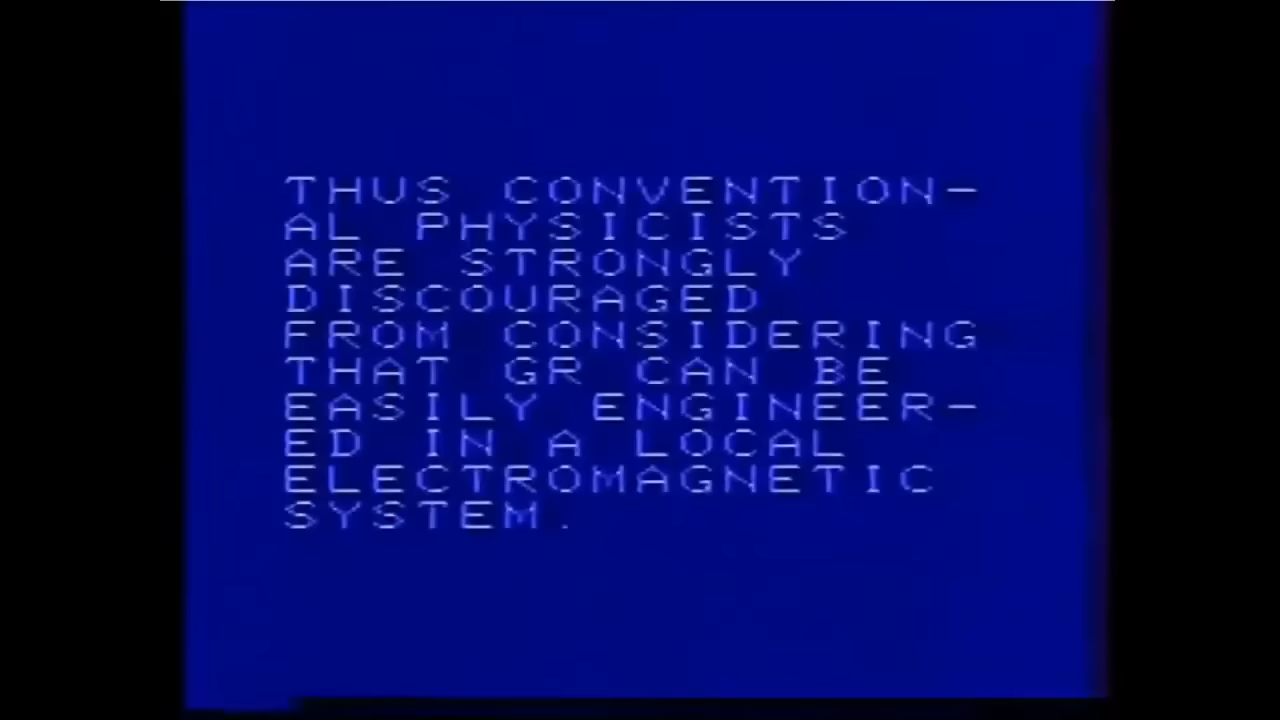 THUS CONVENTION-
AL PHYSICISTS
ARE STRONGLY
DISCOURAGED
FROM CONSIDERING
THAT GR CAN BE
EASILY ENGINEER-
ED IN A LOCAL
ELECTROMAGNETIC
SYSTEM.